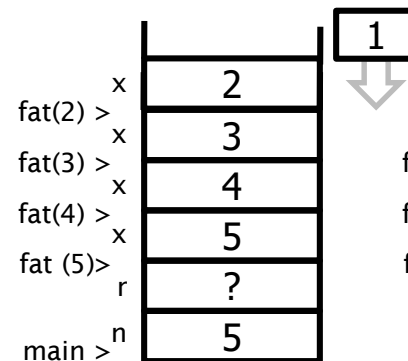 1
x 2
fat(2) >
x 3
fat(3) > f
x 4
fat(4) > f
x 5
fat (5)> f
r ?
n 5
main >